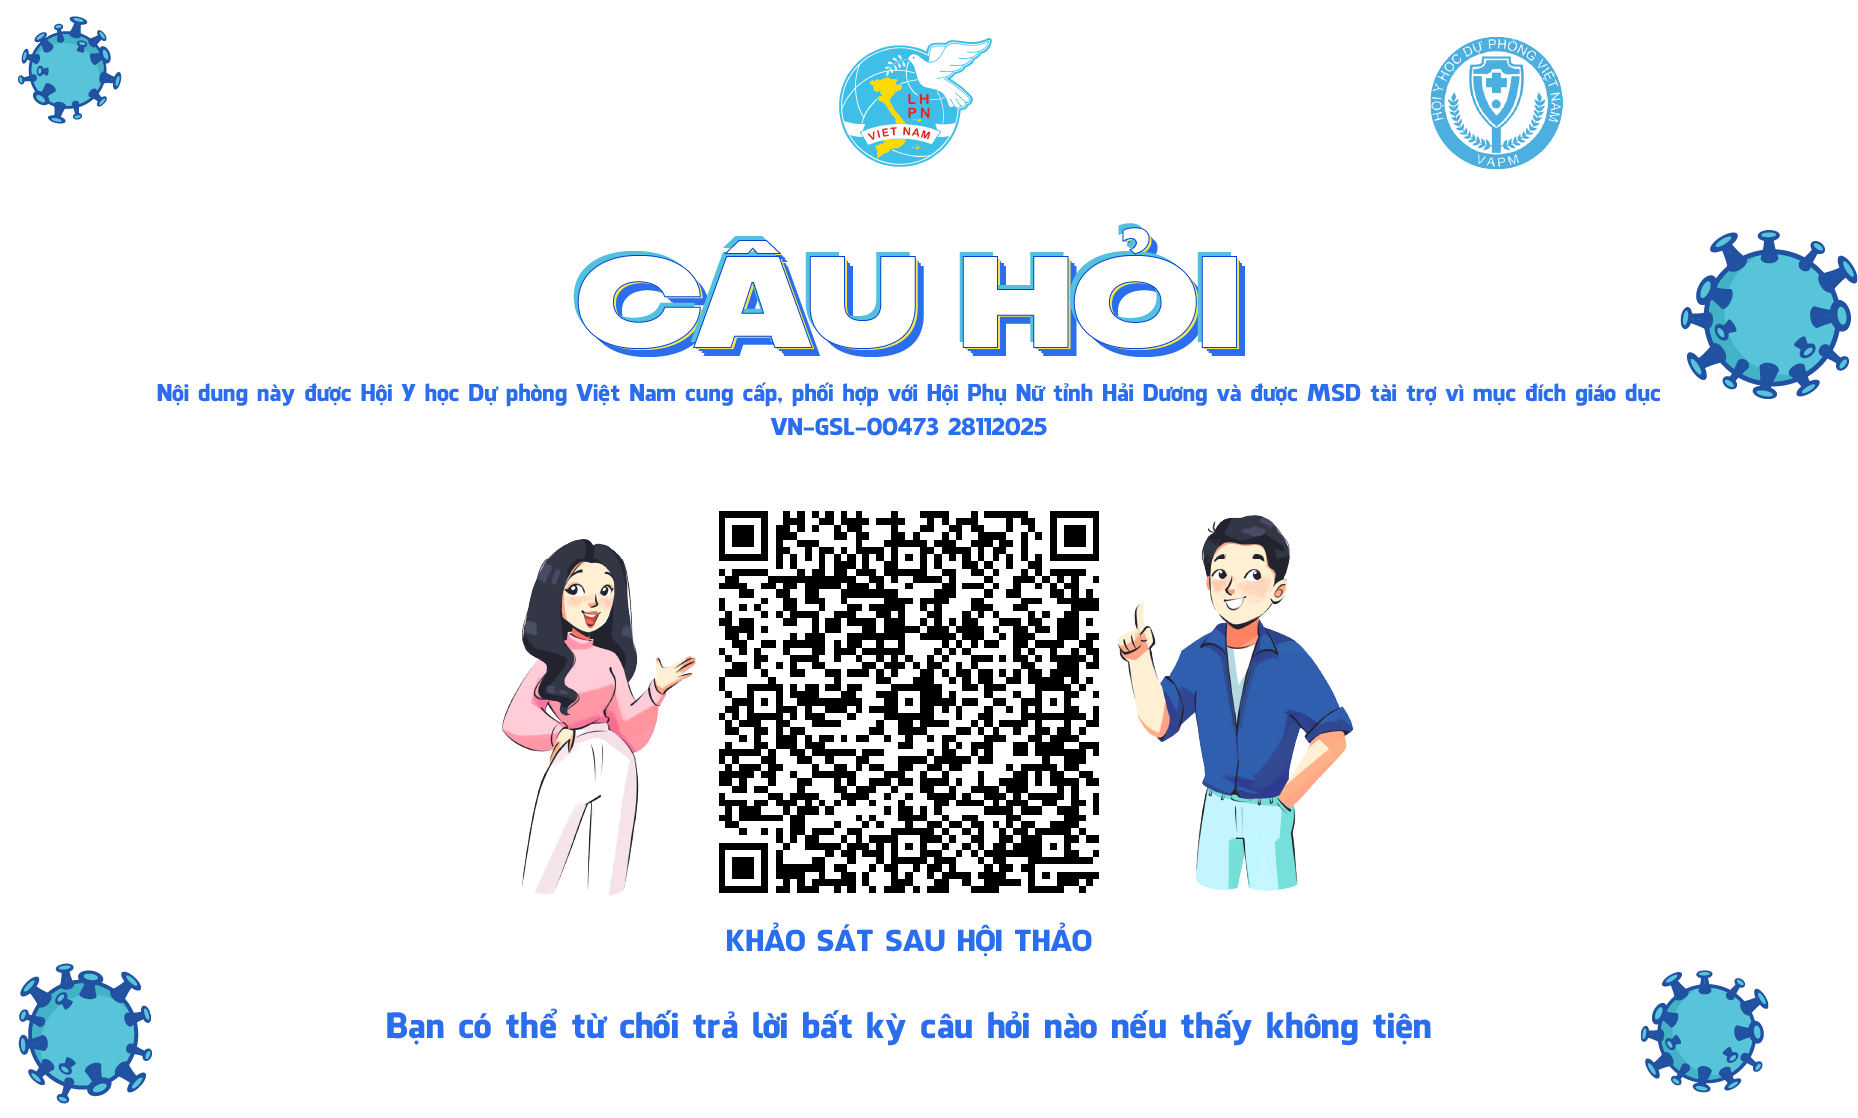 LH
PN
VIET NAM
HỘI Y HỌC DỰ PHÒNG VIỆT NAM
VAPM
CÂU HỎI
Nội dung này được Hội Y học Dự phòng Việt Nam cung cấp, phối hợp với Hội Phụ Nữ tỉnh Hải Dương và được MSD tài trợ vì mục đích giáo dục
VN-GSL-00473 28112025
KHẢO SÁT SAU HỘI THẢO
Bạn có thể từ chối trả lời bất kỳ câu hỏi nào nếu thấy không tiện